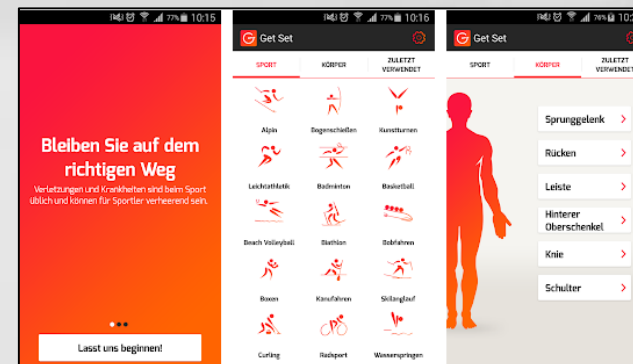 77% 10:15
Bleiben Sie auf dem
richtigen Weg
Verletzungen und Krankheiten sind beim Sport
üblich und können für Sportler verheerend sein.
Lasst uns beginnen!
77% 10:16
Get Set
SPORT KÖRPER ZULETZT
VERWENDET
Alpin Bogenschießen Kunstturnen
Leichtathletik Badminton Basketball
Beach Volleyball Biathlon Bobfahren
Boxen Kanufahren Skilanglauf
Curling Radsport Wasserspringen
76%
Get Set
SPORT KÖRPER ZULETZT
VERWENDET
Sprunggelenk
Rücken
Leiste
Hinterer
Oberschenkel
Knie
Schulter